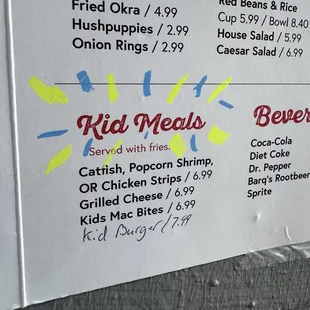 Fried Okra / 4.99
Hushpuppies / 2.99
Onion Rings / 2.99
Red Beans & Rice
Cup 5.99 / Bowl 8.40
House Salad / 5.99
Caesar Salad / 6.99
Kid Meals
Served with fries.
Catfish, Popcorn Shrimp,
OR Chicken Strips / 6.99
Grilled Cheese / 6.99
Kids Mac Bites / 6.99
Kid Burger / 7.99
Bever
Coca-Cola
Diet Coke
Dr. Pepper
Barq's Rootbeer
Sprite